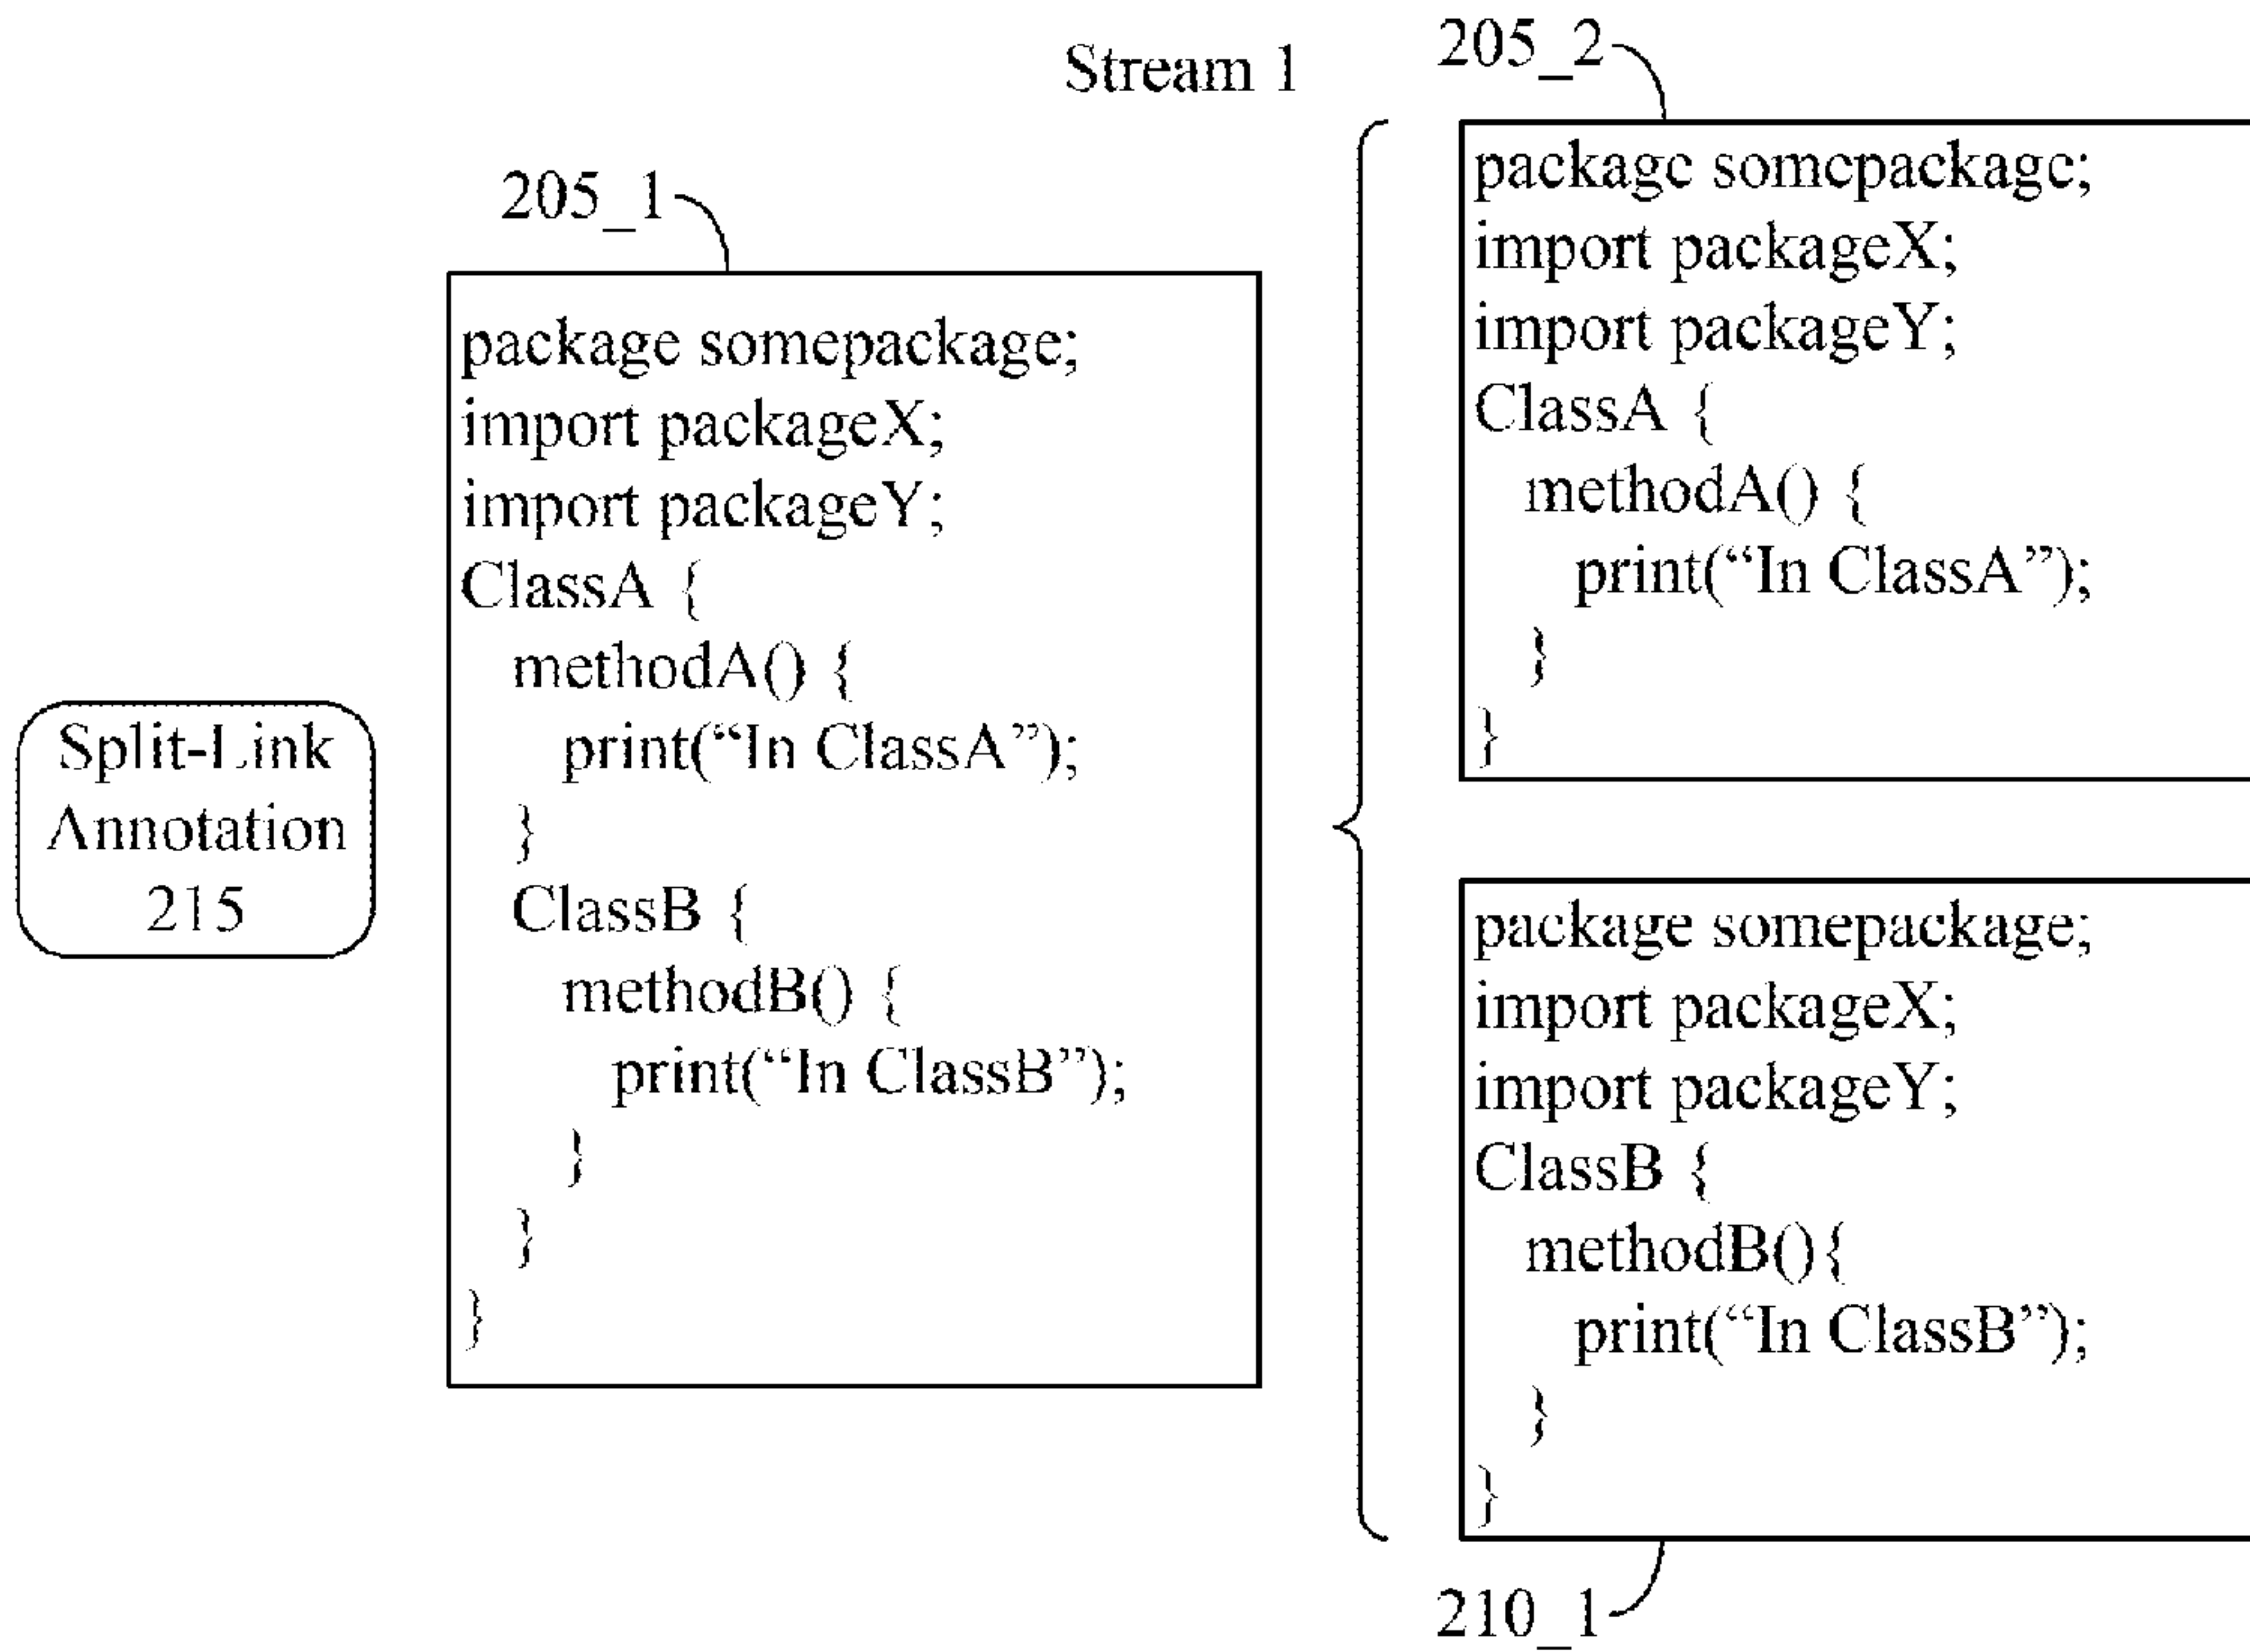 Stream 1
Split-Link
Annotation
215
205_1
package somepackage;
import packageX;
import packageY;
ClassA {
methodA() {
print(“In ClassA”);
}
ClassB {
methodB() {
print(“In ClassB”);
}
}
}
205_2
package somepackage;
import packageX;
import packageY;
ClassA {
methodA() {
print(“In ClassA”);
}
}
package somepackage;
import packageX;
import packageY;
ClassB {
methodB(){
print(“In ClassB”);
}
}
210_1